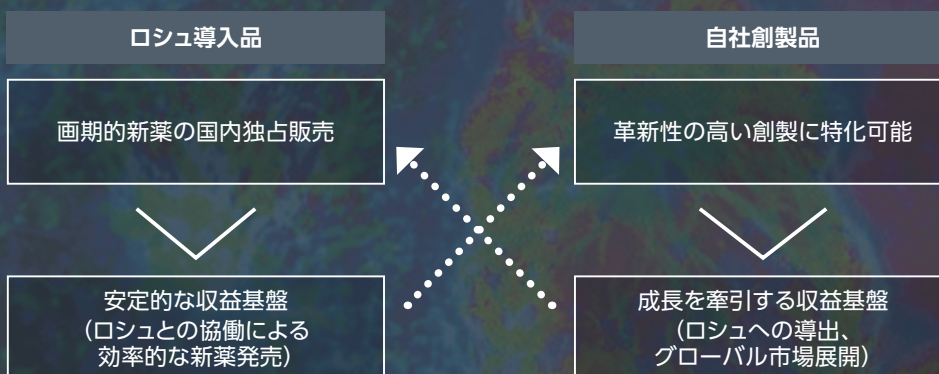 ロシュ導入品
自社創製品
画期的新薬の国内独占販売
革新性の高い創製に特化可能
安定的な収益基盤
(ロシュとの協働による
効率的な新薬発売)
成長を牽引する収益基盤
(ロシュへの導出、
グローバル市場展開)